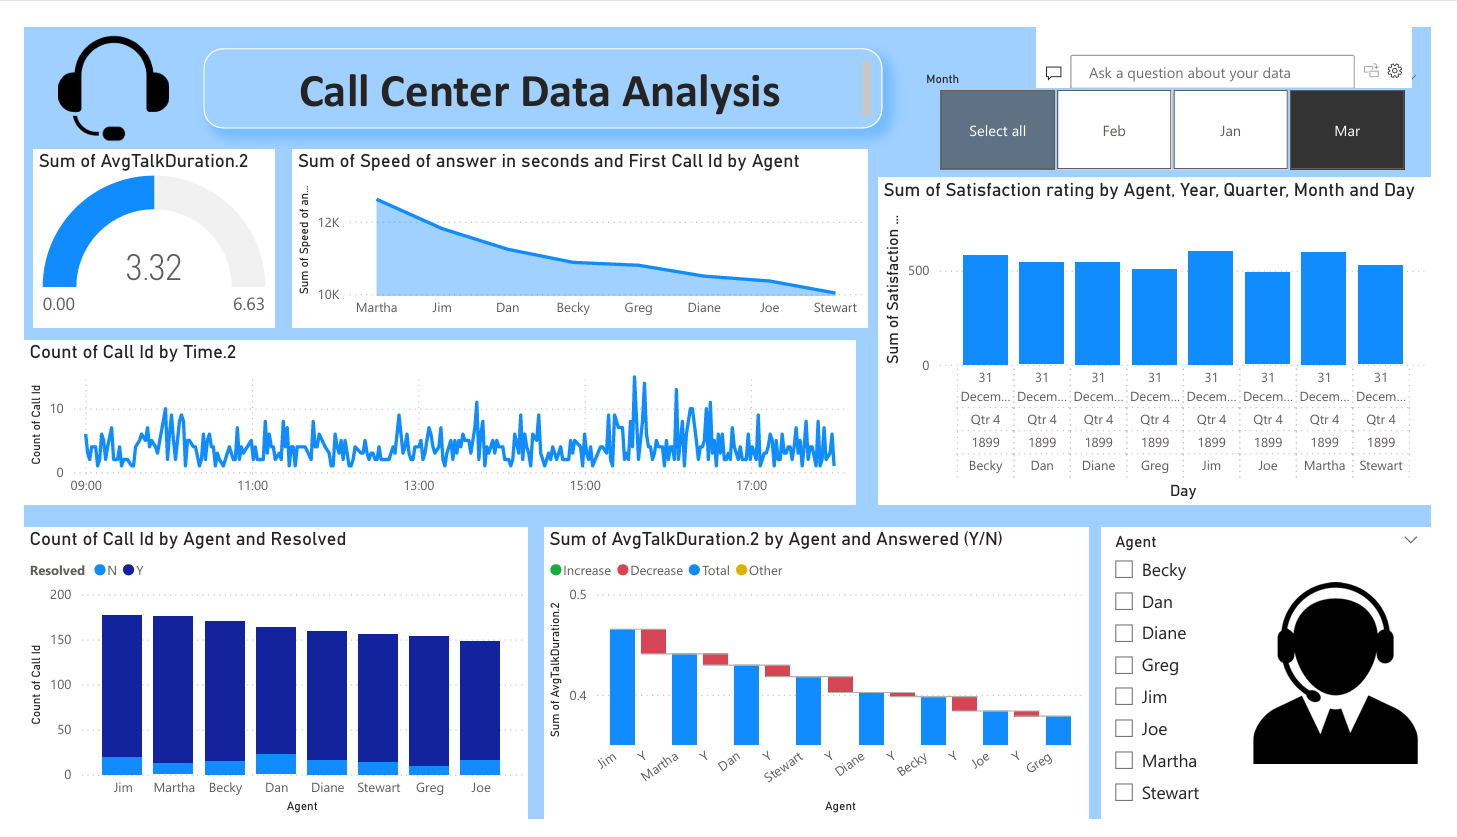 Call Center Data Analysis
Month
Ask a question about your data
Select all
Feb
Jan
Mar
Sum of AvgTalkDuration.2
3.32
0.00
6.63
Sum of Speed of answer in seconds and First Call Id by Agent
Sum of Speed of an...
12K
10K
Martha Jim Dan Becky Greg Diane Joe Stewart
Sum of Satisfaction rating by Agent, Year, Quarter, Month and Day
Sum of Satisfaction ...
500
0
31 31 31 31 31 31 31 31
Decem... Decem... Decem... Decem... Decem... Decem... Decem... Decem...
Qtr 4 Qtr 4 Qtr 4 Qtr 4 Qtr 4 Qtr 4 Qtr 4 Qtr 4
1899 1899 1899 1899 1899 1899 1899 1899
Becky Dan Diane Greg Jim Joe Martha Stewart
Day
Count of Call Id by Time.2
Count of Call Id
10
0
09:00 11:00 13:00 15:00 17:00
Count of Call Id by Agent and Resolved
Resolved N Y
Count of Call Id
200
150
100
50
0
Jim Martha Becky Dan Diane Stewart Greg Joe
Agent
Sum of AvgTalkDuration.2 by Agent and Answered (Y/N)
Increase Decrease Total Other
Sum of AvgTalkDuration.2
0.5
0.4
Jim Y Martha Y Dan Y Stewart Y Diane Y Becky Y Joe Y Greg
Agent
Agent
Becky
Dan
Diane
Greg
Jim
Joe
Martha
Stewart